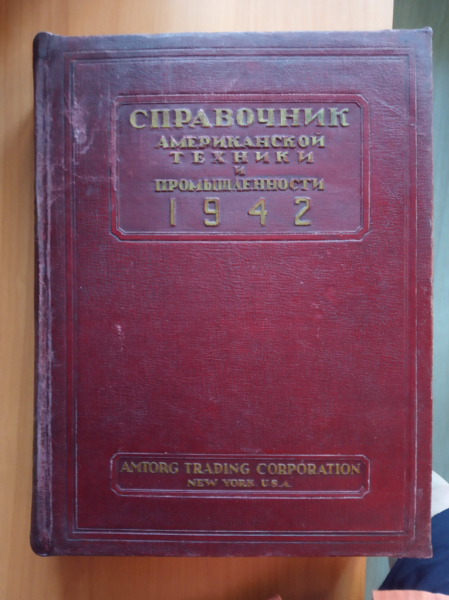 СПРАВОЧНИК
АМЕРИКАНСКОЙ
ТЕХНИКИ
И
ПРОМЫШЛЕННОСТИ
1942
AMTORG TRADING CORPORATION
NEW YORK U.S.A.